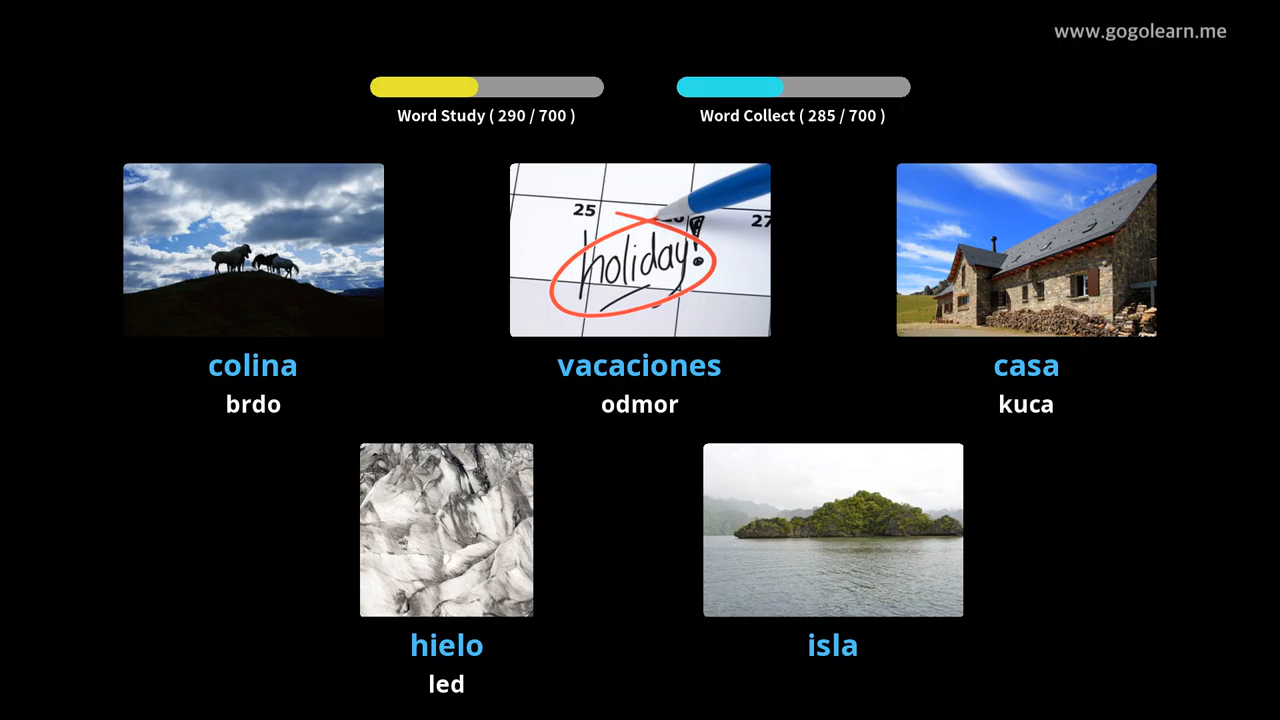 www.gogolearn.me
Word Study ( 290 / 700 )
Word Collect ( 285 / 700 )
25
27
holiday!
colina
vacaciones
casa
brdo
odmor
kuca
hielo
isla
led